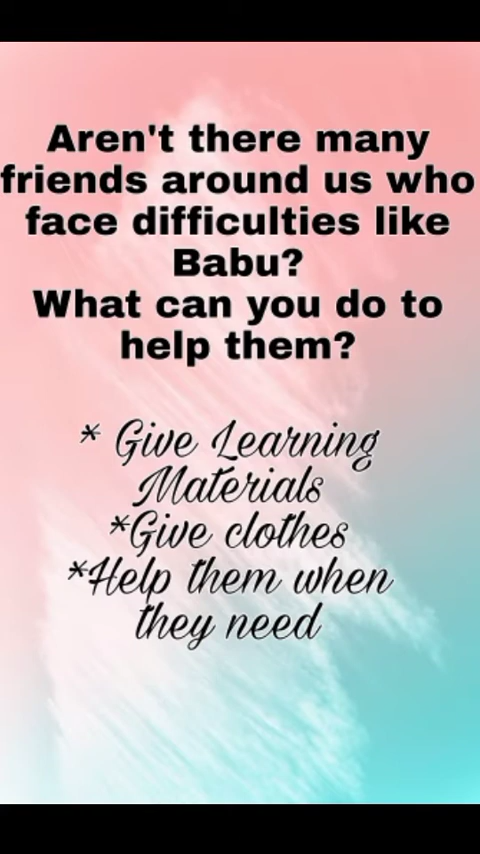 Aren't there many
friends around us who
face difficulties like
Babu?
What can you do to
help them?
* Give Learning
Materials
*Give clothes
*Help them when
they need